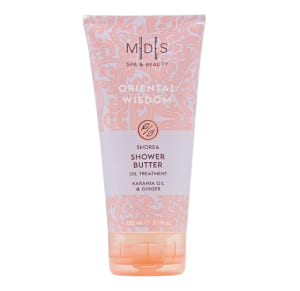 M|D|S
SPA & BEAUTY
ORIENTAL
WISDOM
SHOREA
SHOWER
BUTTER
OIL TREATMENT
KARANJA OIL
& GINGER